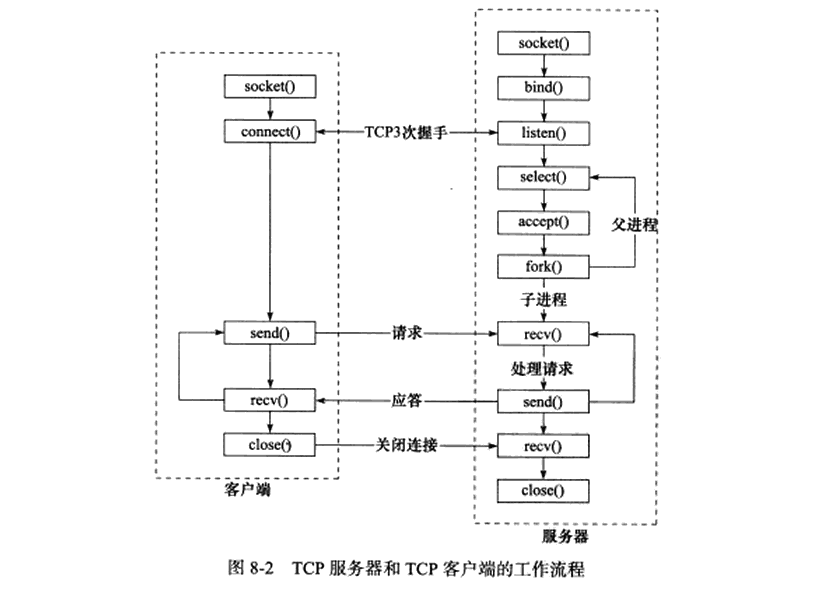 socket()
connect()
send()
recv()
close()
客户端
TCP3次握手
请求
应答
关闭连接
socket()
bind()
listen()
select()
accept()
fork()
父进程
子进程
recv()
处理请求
send()
recv()
close()
服务器
图 8-2 TCP 服务器和 TCP 客户端的工作流程